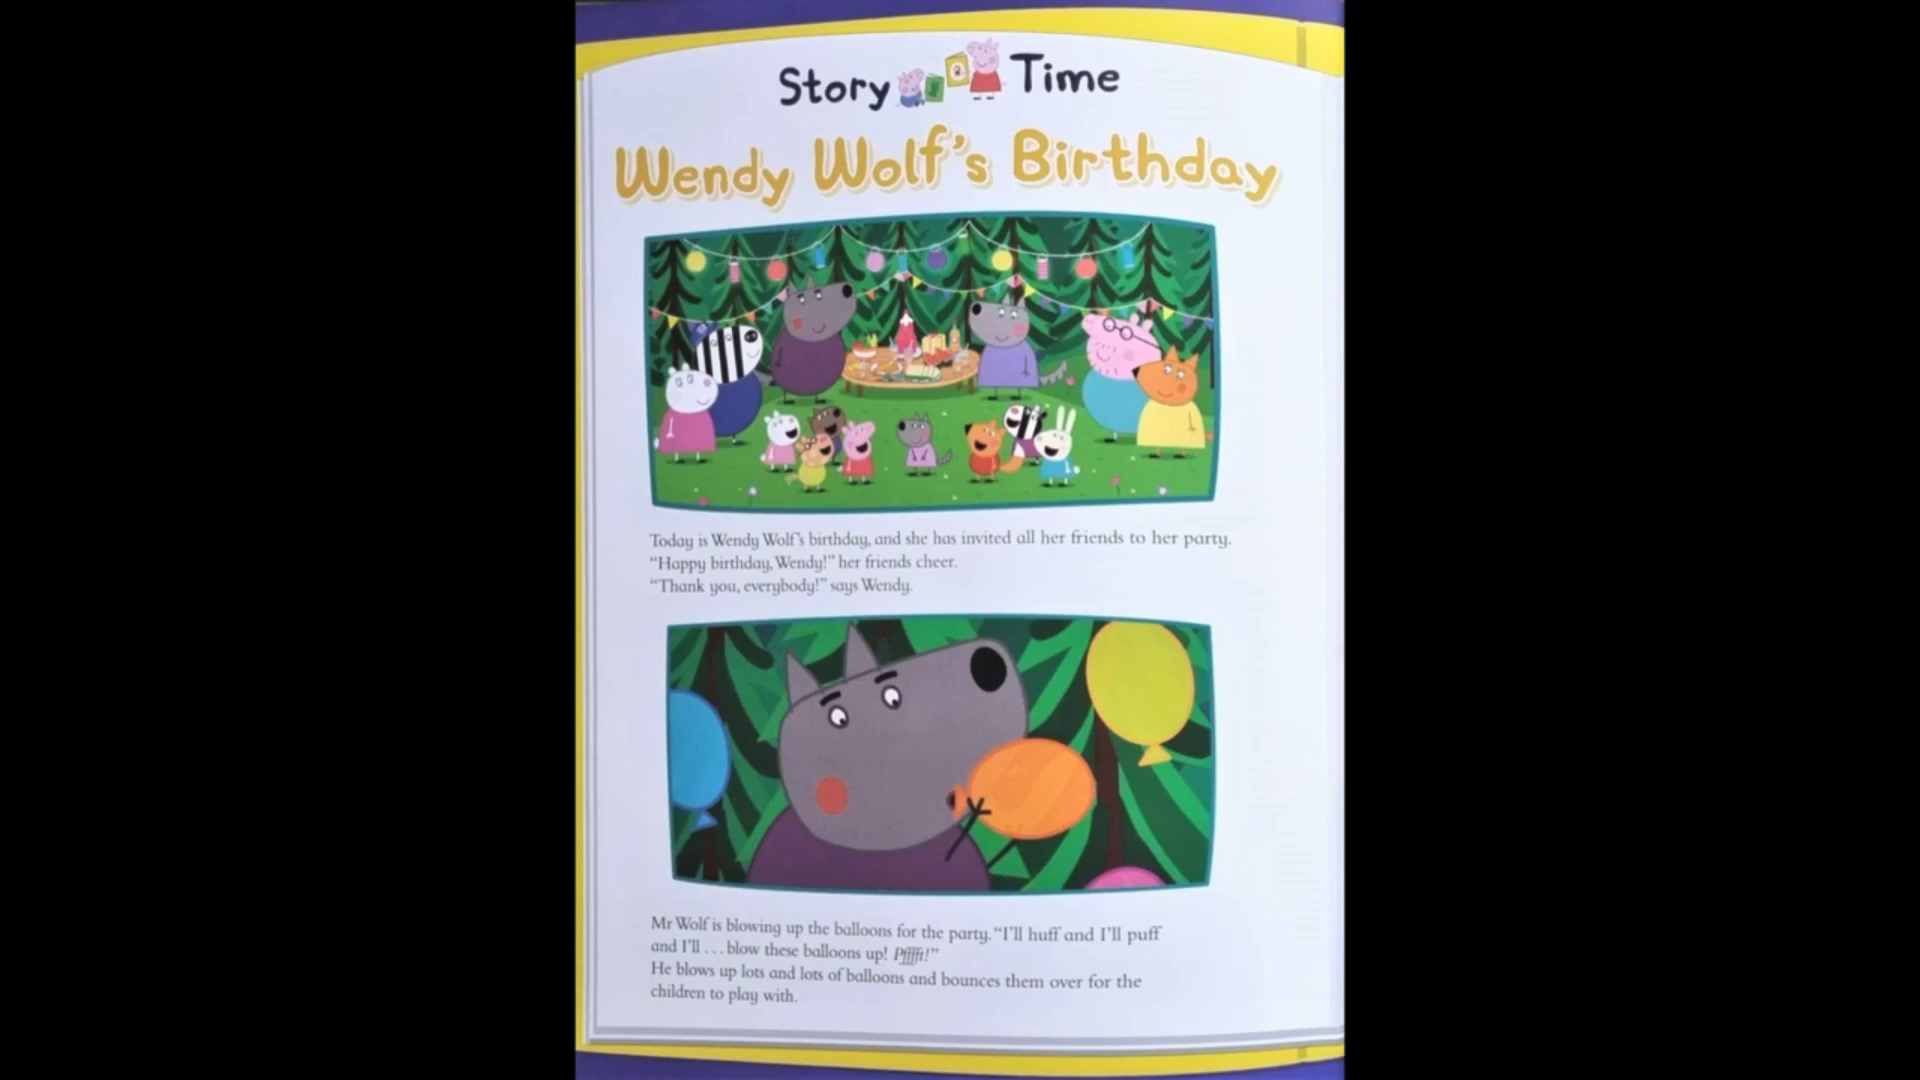 Story Time
Wendy Wolf's Birthday
Today is Wendy Wolf's birthday, and she has invited all her friends to her party.
"Happy birthday, Wendy!" her friends cheer.
"Thank you, everybody!" says Wendy.
Mr Wolf is blowing up the balloons for the party. "I'll huff and I'll puff
and I'll . . . blow these balloons up! Pfffft!"
He blows up lots and lots of balloons and bounces them over for the
children to play with.